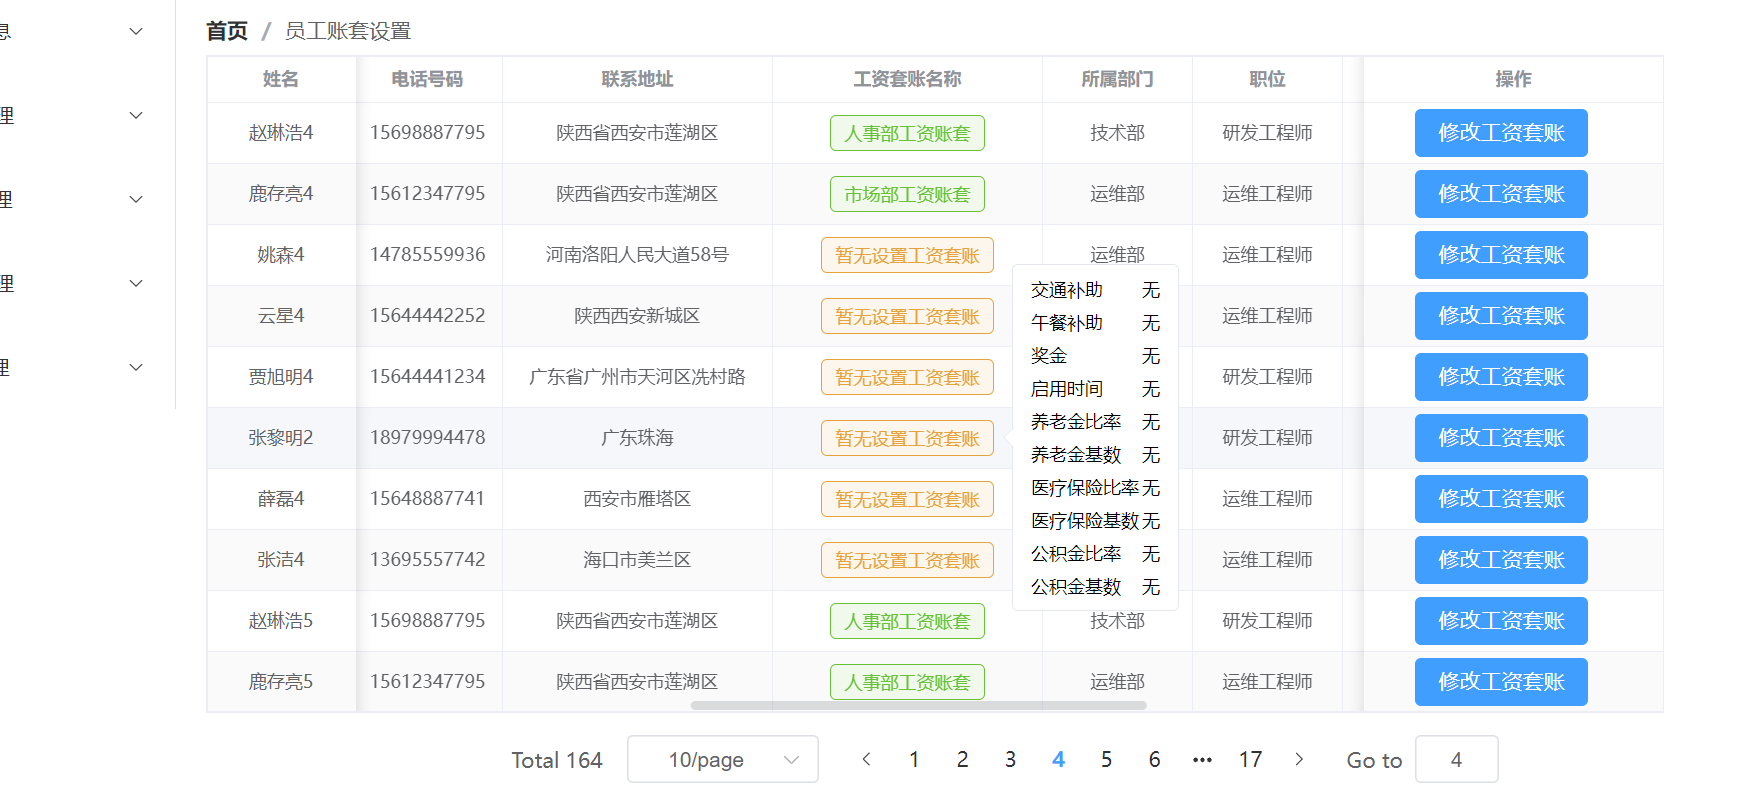 息
首页 / 员工账套设置
姓名 电话号码 联系地址 工资套账名称 所属部门 职位 操作
理
赵琳浩4 15698887795 陕西省西安市莲湖区 人事部工资账套 技术部 研发工程师 修改工资套账
理
鹿存亮4 15612347795 陕西省西安市莲湖区 市场部工资账套 运维部 运维工程师 修改工资套账
姚森4 14785559936 河南洛阳人民大道58号 暂无设置工资套账 运维部 运维工程师 修改工资套账
理
云星4 15644442252 陕西西安新城区 暂无设置工资套账 运维工程师 修改工资套账
理
贾旭明4 15644441234 广东省广州市天河区冼村路 暂无设置工资套账 研发工程师 修改工资套账
张黎明2 18979994478 广东珠海 暂无设置工资套账 研发工程师 修改工资套账
薛磊4 15648887741 西安市雁塔区 暂无设置工资套账 运维工程师 修改工资套账
张洁4 13695557742 海口市美兰区 暂无设置工资套账 运维工程师 修改工资套账
赵琳浩5 15698887795 陕西省西安市莲湖区 人事部工资账套 技术部 研发工程师 修改工资套账
鹿存亮5 15612347795 陕西省西安市莲湖区 人事部工资账套 运维部 运维工程师 修改工资套账
交通补助 无
午餐补助 无
奖金 无
启用时间 无
养老金比率 无
养老金基数 无
医疗保险比率 无
医疗保险基数 无
公积金比率 无
公积金基数 无
Total 164 10/page 1 2 3 4 5 6 ••• 17 Go to 4